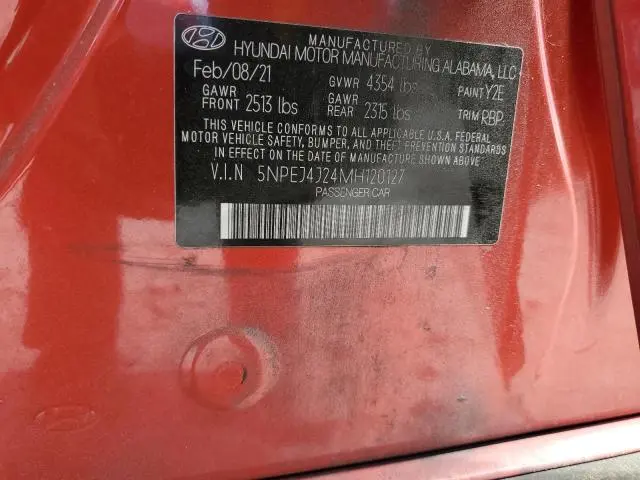 MANUFACTURED BY
HYUNDAI MOTOR MANUFACTURING ALABAMA, LLC
Feb/08/21 GVWR 4354 lbs PAINT Y2E
GAWR FRONT 2513 lbs GAWR REAR 2315 lbs TRIM RBP
THIS VEHICLE CONFORMS TO ALL APPLICABLE U.S.A. FEDERAL
MOTOR VEHICLE SAFETY, BUMPER, AND THEFT PREVENTION STANDARDS
IN EFFECT ON THE DATE OF MANUFACTURE SHOWN ABOVE
V.I.N 5NPEJ4J24MH120127
PASSENGER CAR